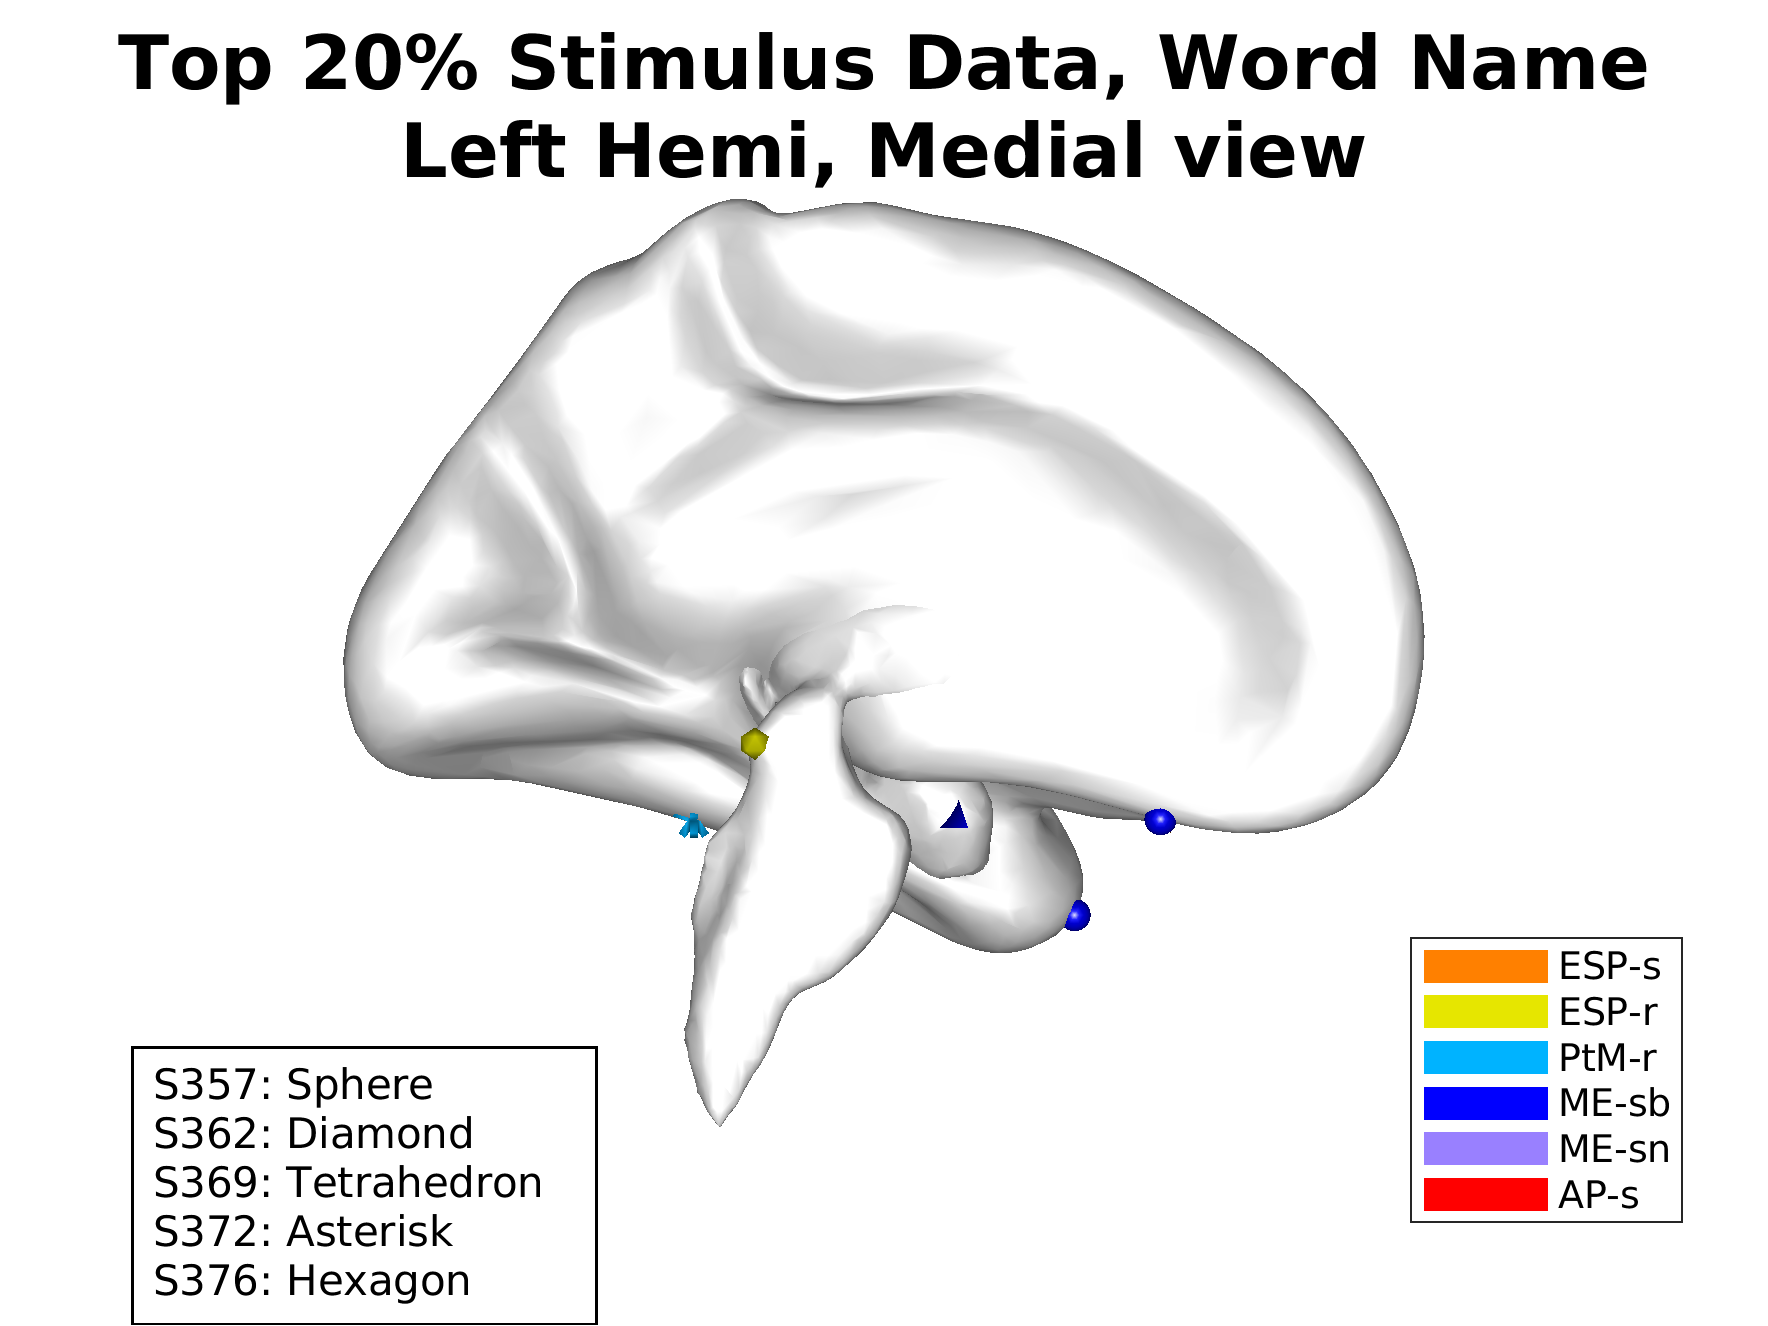 Top 20% Stimulus Data, Word Name
Left Hemi, Medial view
ESP-s
ESP-r
PtM-r
ME-sb
ME-sn
AP-s
S357: Sphere
S362: Diamond
S369: Tetrahedron
S372: Asterisk
S376: Hexagon